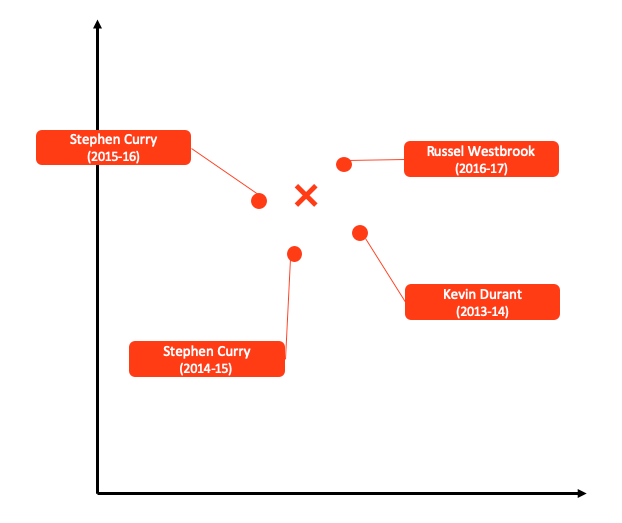 Stephen Curry
(2015-16)
Russel Westbrook
(2016-17)
Kevin Durant
(2013-14)
Stephen Curry
(2014-15)